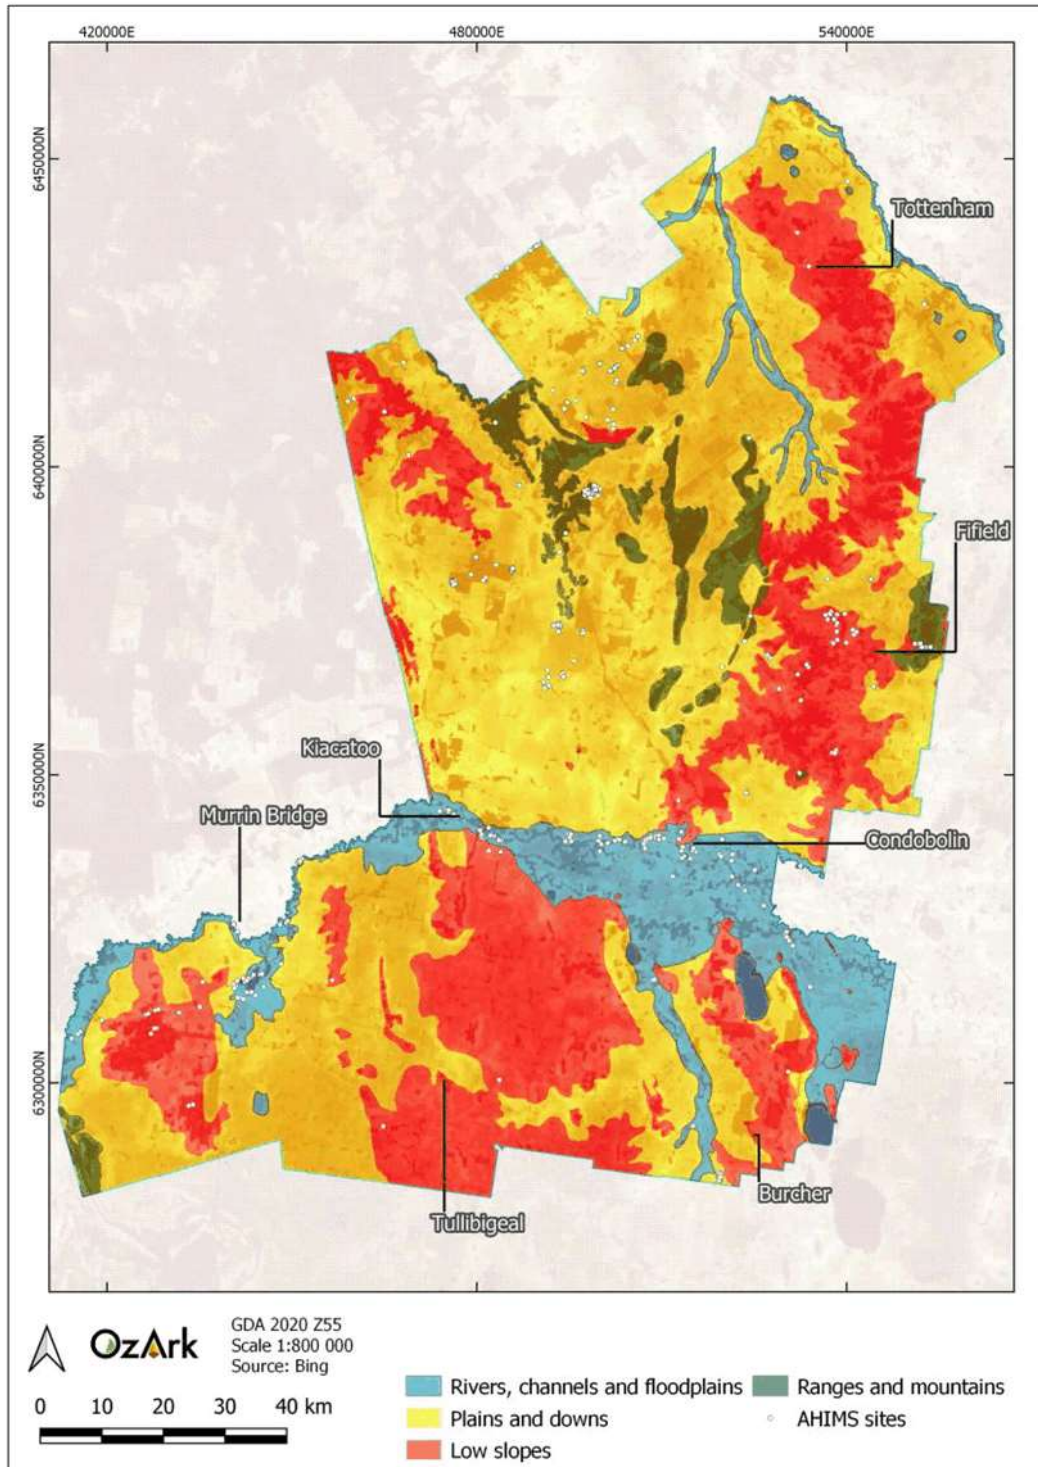 420000E 480000E 540000E
6450000N
Tottenham
6400000N
Fifield
6350000N
Kiacatoo
Murrin Bridge
Condobolin
6300000N
Burcher
Tullibigeal
OzArk
GDA 2020 Z55
Scale 1:800 000
Source: Bing
0 10 20 30 40 km
Rivers, channels and floodplains
Plains and downs
Low slopes
Ranges and mountains
AHIMS sites